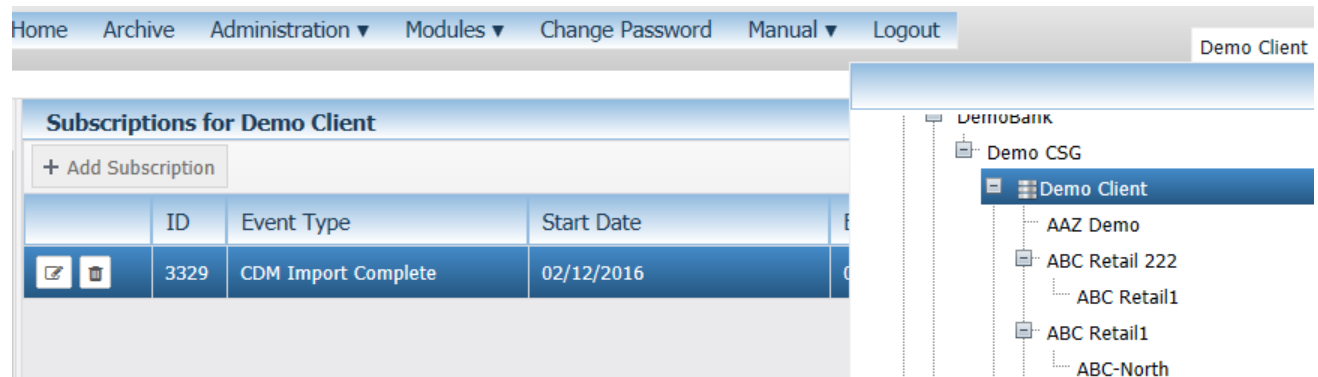 Home Archive Administration ▼ Modules ▼ Change Password Manual ▼ Logout
Demo Client
Subscriptions for Demo Client
+ Add Subscription
ID Event Type Start Date
3329 CDM Import Complete 02/12/2016
DemoBank
Demo CSG
Demo Client
AAZ Demo
ABC Retail 222
ABC Retail1
ABC Retail1
ABC-North